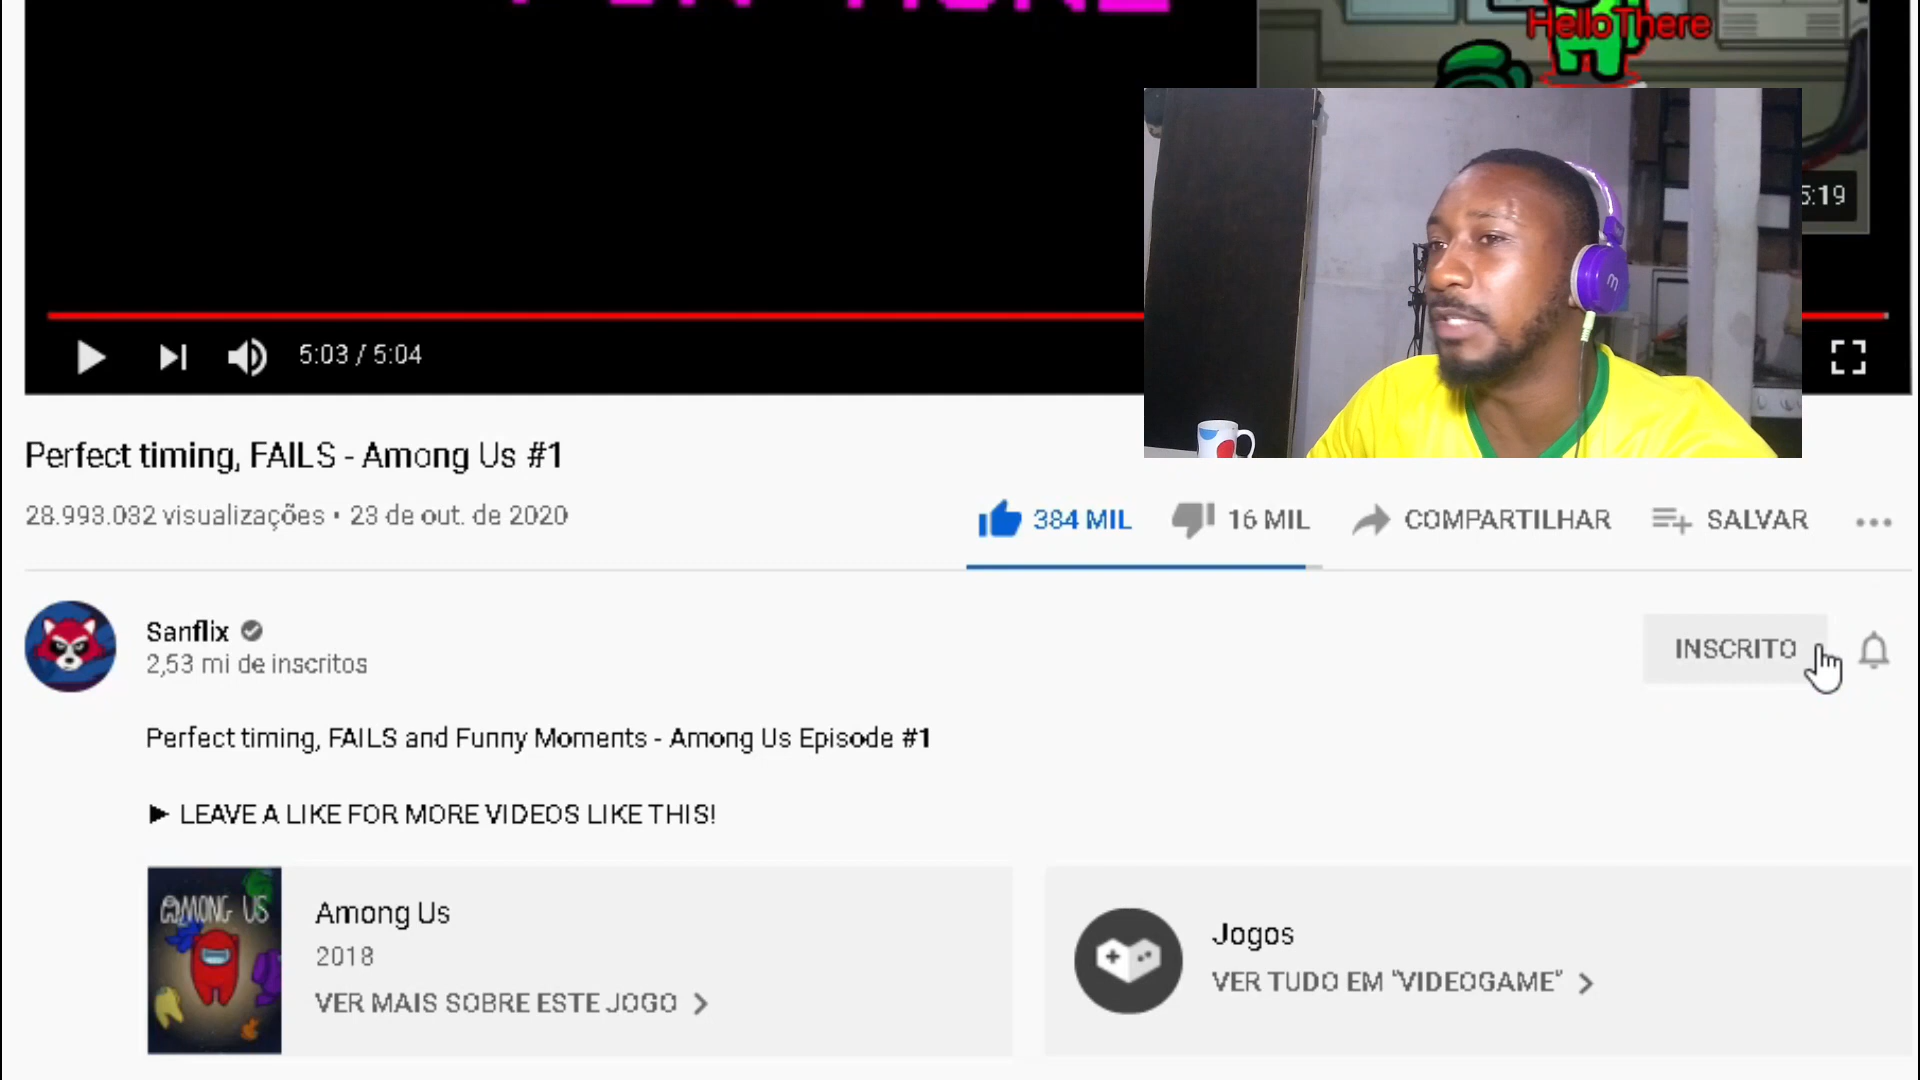 HelloThere
5:19
5:03 / 5:04
Perfect timing, FAILS - Among Us #1
28.993.032 visualizações • 23 de out. de 2020
384 MIL
16 MIL
COMPARTILHAR
SALVAR
Sanflix
2,53 mi de inscritos
INSCRITO
Perfect timing, FAILS and Funny Moments - Among Us Episode #1
► LEAVE A LIKE FOR MORE VIDEOS LIKE THIS!
AMONG US
Among Us
2018
VER MAIS SOBRE ESTE JOGO
Jogos
VER TUDO EM "VIDEOGAME"